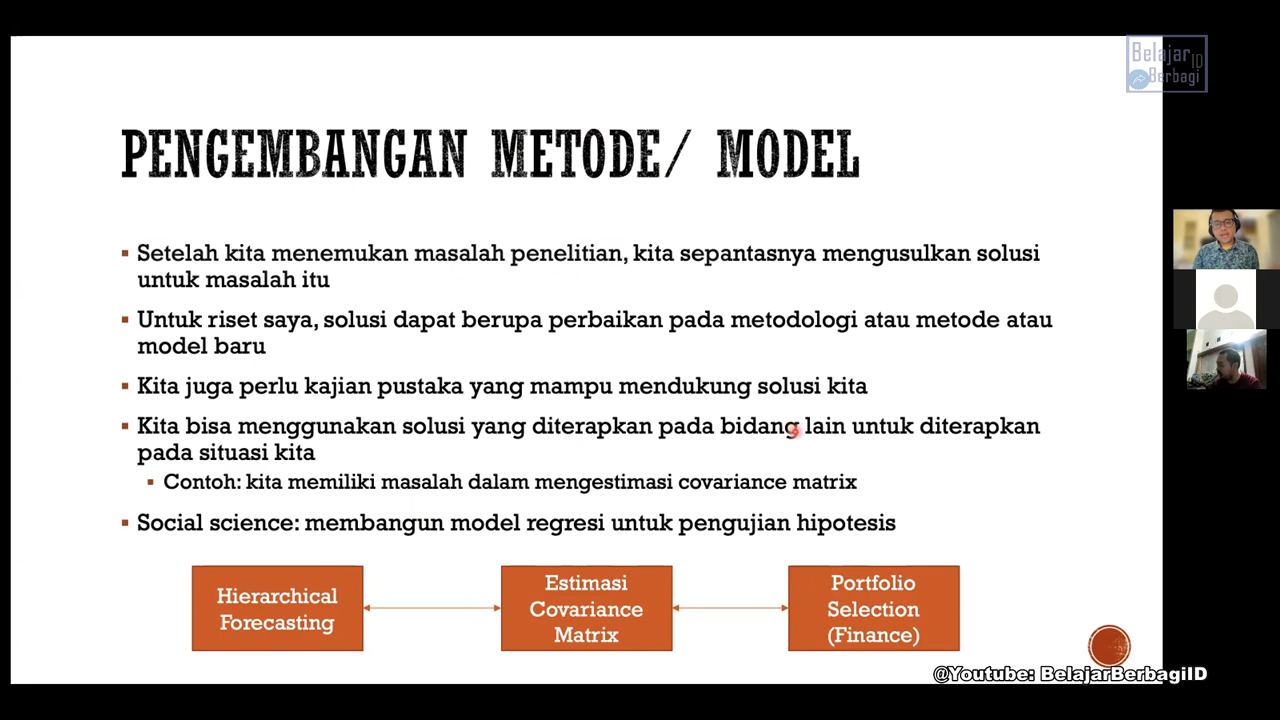 Belajar ID
Berbagi
PENGEMBANGAN METODE/ MODEL
▪ Setelah kita menemukan masalah penelitian, kita sepantasnya mengusulkan solusi
untuk masalah itu
▪ Untuk riset saya, solusi dapat berupa perbaikan pada metodologi atau metode atau
model baru
▪ Kita juga perlu kajian pustaka yang mampu mendukung solusi kita
▪ Kita bisa menggunakan solusi yang diterapkan pada bidang lain untuk diterapkan
pada situasi kita
▪ Contoh: kita memiliki masalah dalam mengestimasi covariance matrix
▪ Social science: membangun model regresi untuk pengujian hipotesis
Hierarchical
Forecasting
Estimasi
Covariance
Matrix
Portfolio
Selection
(Finance)
@Youtube: BelajarBerbagiID